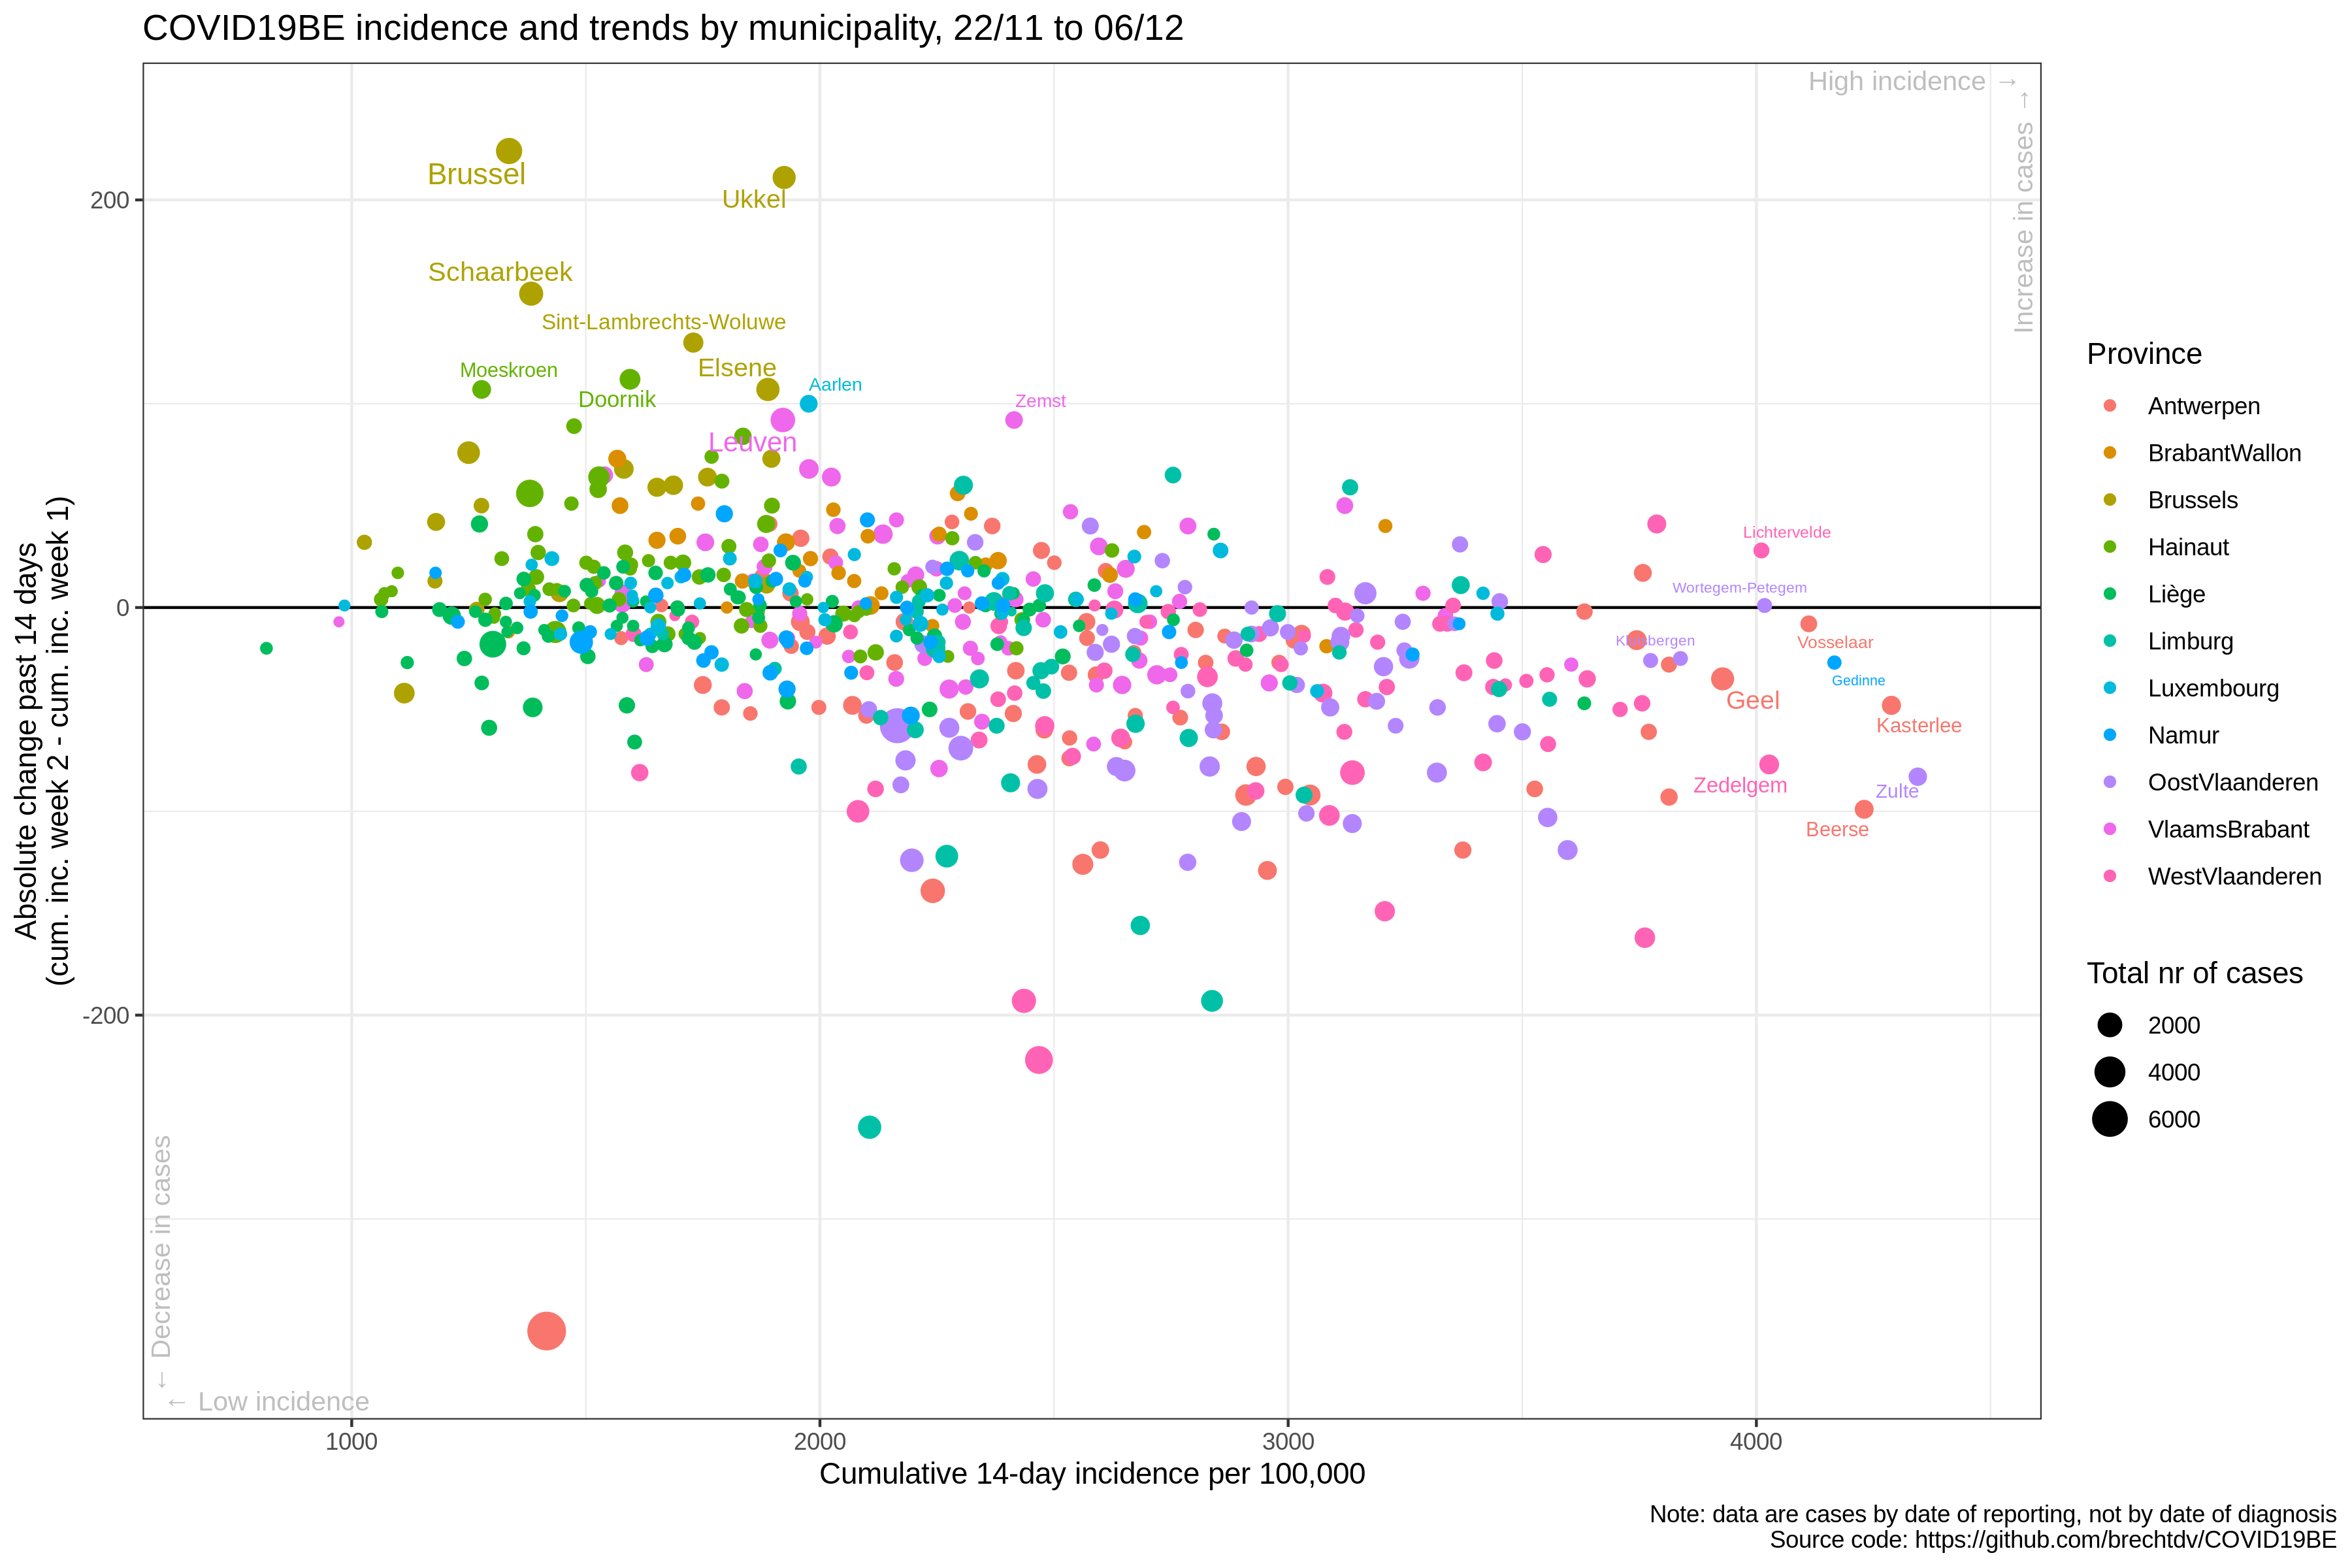 COVID19BE incidence and trends by municipality, 22/11 to 06/12
High incidence →
Increase in cases →
Brussel
Ukkel
200
Schaarbeek
Sint-Lambrechts-Woluwe
Elsene
Moeskroen
Aarlen
Doornik
Zemst
Leuven
Lichtervelde
Wortegem-Petegem
0
Kluisbergen
Vosselaar
Gedinne
Geel
Kasterlee
Zedelgem
Zulte
Beerse
-200
← Decrease in cases
← Low incidence
Absolute change past 14 days
(cum. inc. week 2 - cum. inc. week 1)
1000
2000
3000
4000
Cumulative 14-day incidence per 100,000
Province
Antwerpen
BrabantWallon
Brussels
Hainaut
Liège
Limburg
Luxembourg
Namur
OostVlaanderen
VlaamsBrabant
WestVlaanderen
Total nr of cases
2000
4000
6000
Note: data are cases by date of reporting, not by date of diagnosis
Source code: https://github.com/brechtdv/COVID19BE